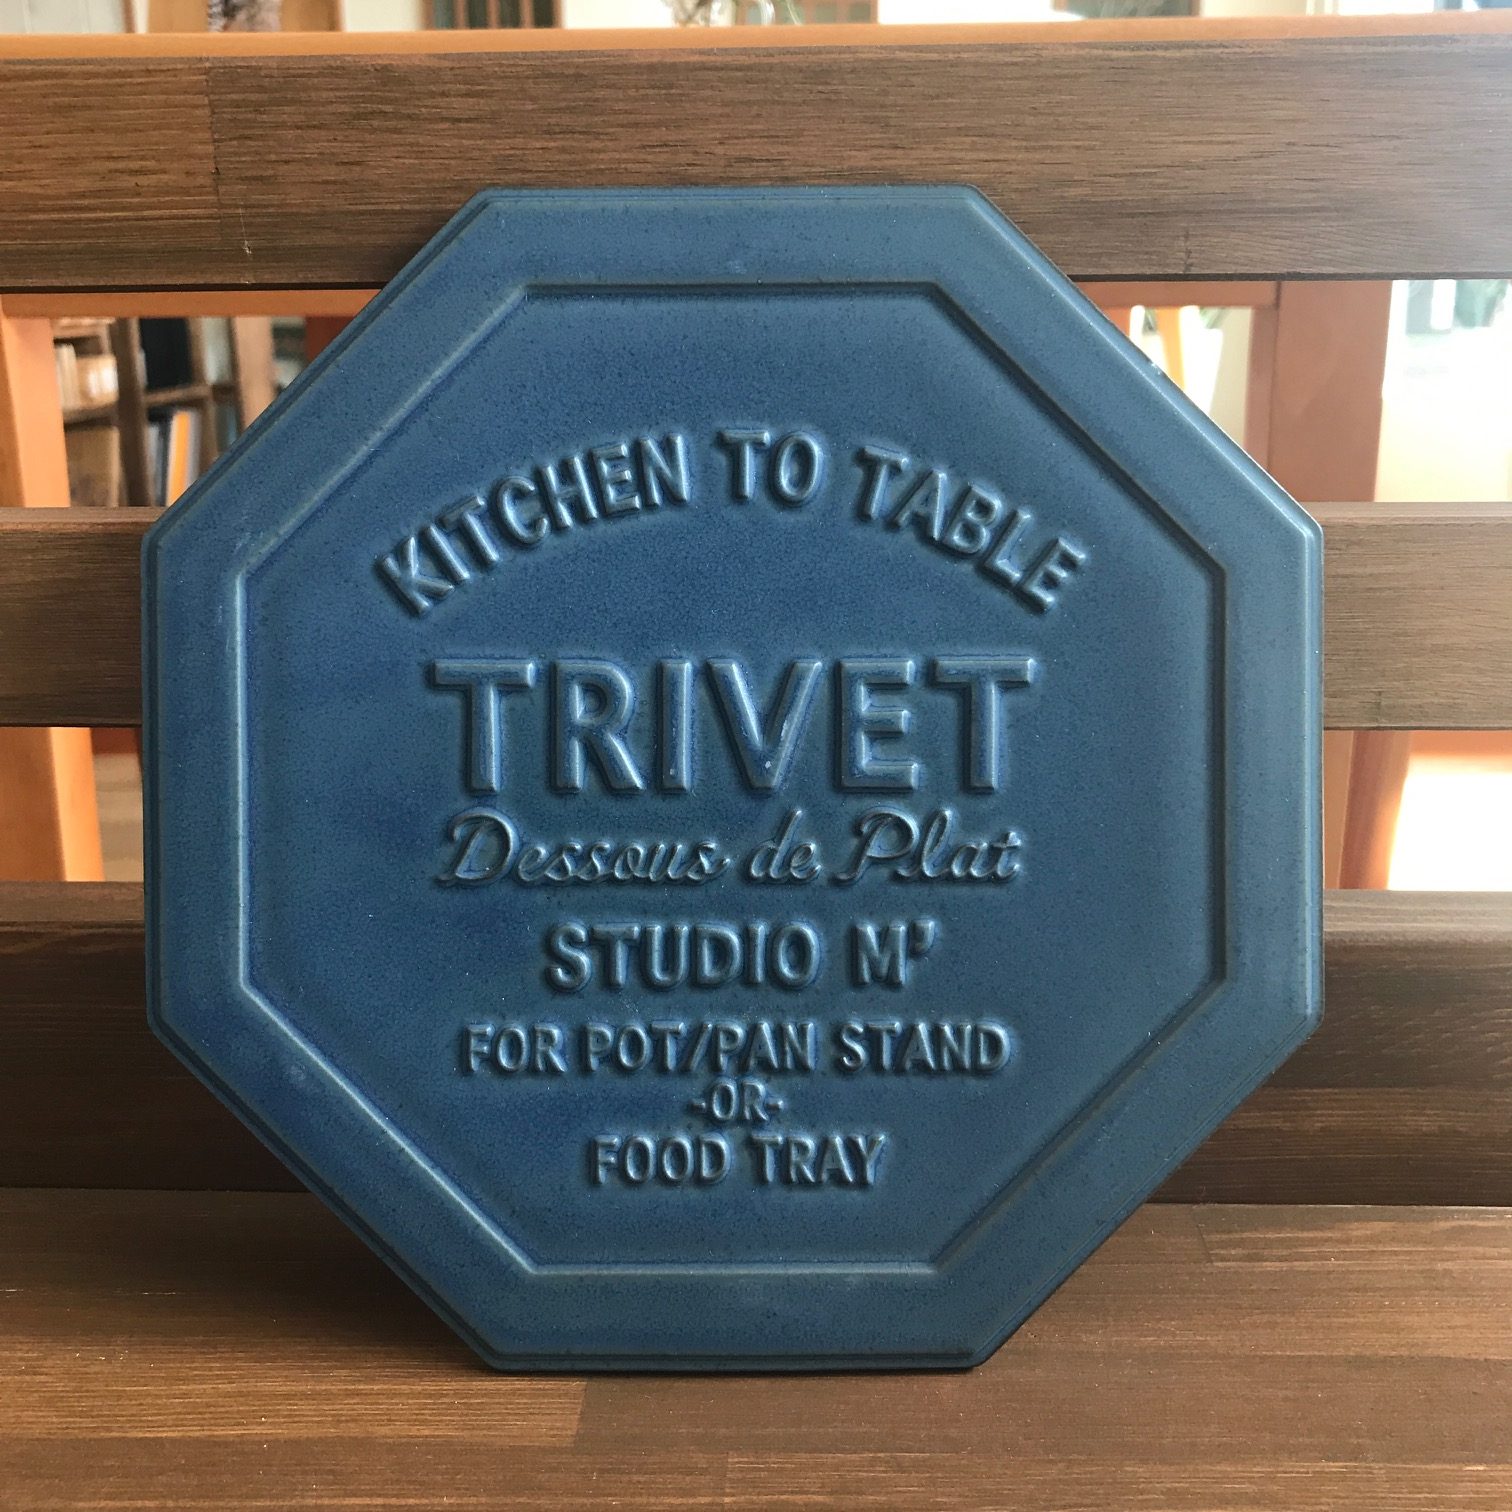 KITCHEN TO TABLE
TRIVET
Dessous de Plat
STUDIO M'
FOR POT/PAN STAND
-OR-
FOOD TRAY